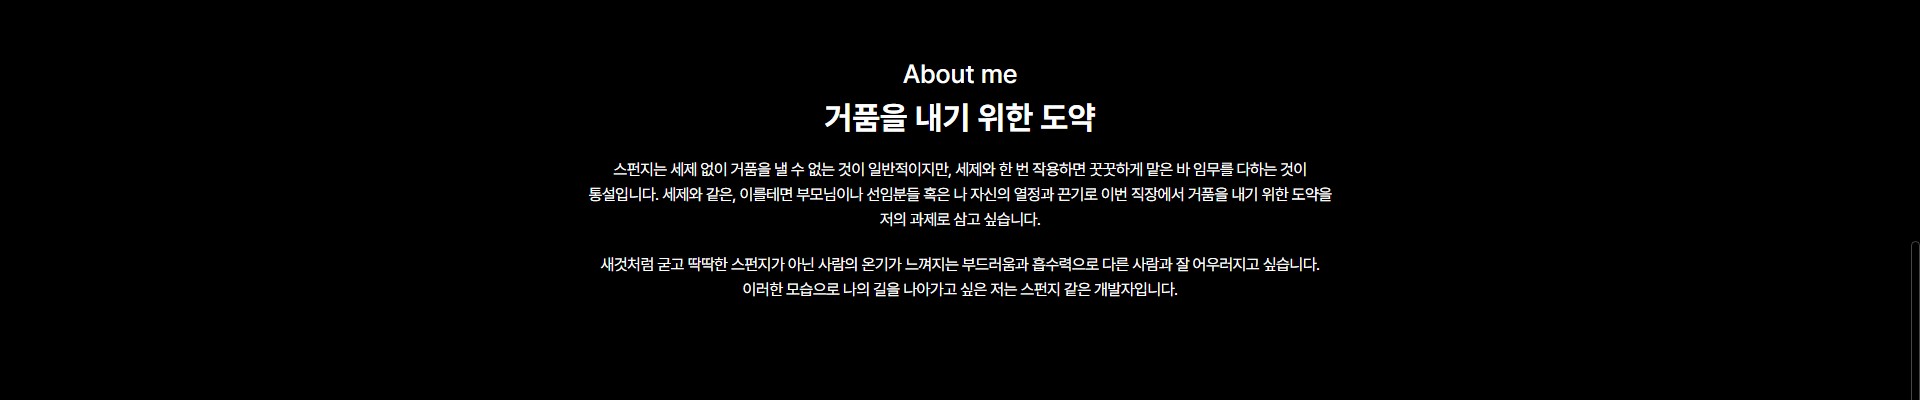 About me
거품을 내기 위한 도약
스펀지는 세제 없이 거품을 낼 수 없는 것이 일반적이지만, 세제와 한 번 작용하면 꿋꿋하게 맡은 바 임무를 다하는 것이
통설입니다. 세제와 같은, 이를테면 부모님이나 선임분들 혹은 나 자신의 열정과 끈기로 이번 직장에서 거품을 내기 위한 도약을
저의 과제로 삼고 싶습니다.
새것처럼 굳고 딱딱한 스펀지가 아닌 사람의 온기가 느껴지는 부드러움과 흡수력으로 다른 사람과 잘 어우러지고 싶습니다.
이러한 모습으로 나의 길을 나아가고 싶은 저는 스펀지 같은 개발자입니다.